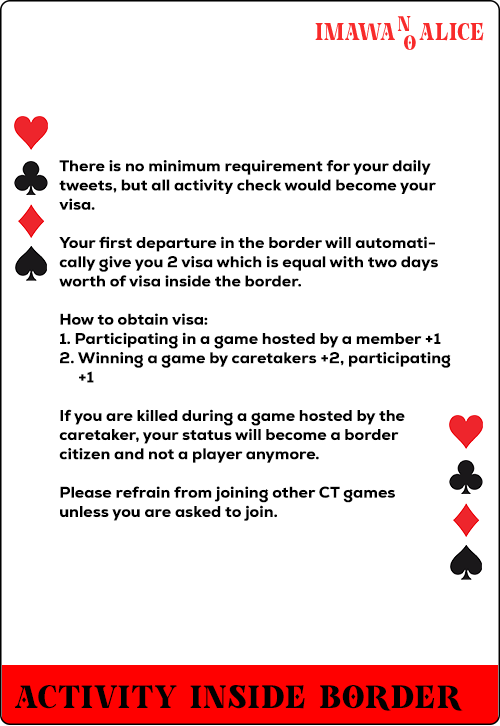 IMAWA NO ALICE
There is no minimum requirement for your daily
tweets, but all activity check would become your
visa.
Your first departure in the border will automati-
cally give you 2 visa which is equal with two days
worth of visa inside the border.
How to obtain visa:
1. Participating in a game hosted by a member +1
2. Winning a game by caretakers +2, participating
+1
If you are killed during a game hosted by the
caretaker, your status will become a border
citizen and not a player anymore.
Please refrain from joining other CT games
unless you are asked to join.
ACTIVITY INSIDE BORDER